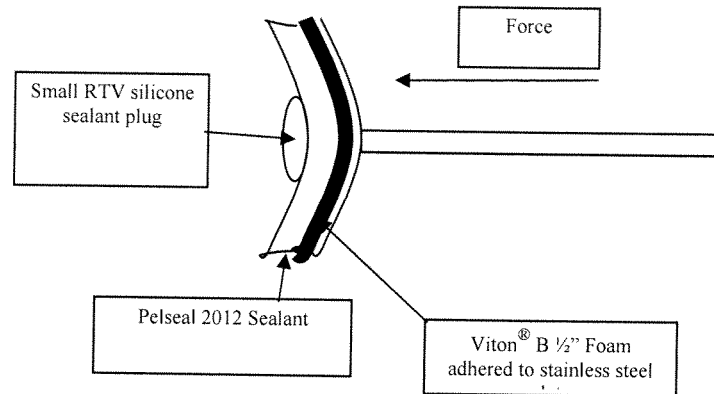 Force
Small RTV silicone
sealant plug
Pelseal 2012 Sealant
Viton® B ½” Foam
adhered to stainless steel